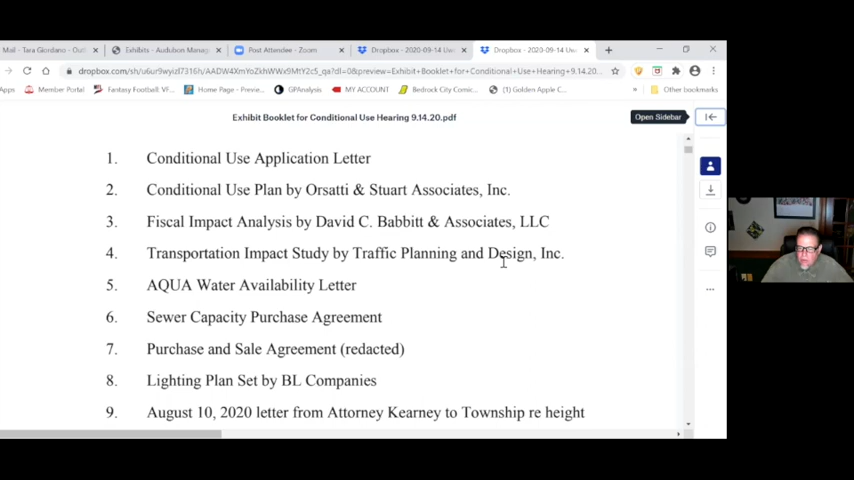 Mail - Tara Giordano - Out
Exhibits - Audubon Manag
Post Attendee - Zoom
Dropbox - 2020-09-14 Uw
Dropbox - 2020-09-14 Uw
Apps
Member Portal
Fantasy Football: VF...
Home Page - Previe...
GPAnalysis
MY ACCOUNT
Bedrock City Comic...
(1) Golden Apple C...
Other bookmarks
Exhibit Booklet for Conditional Use Hearing 9.14.20.pdf
Open Sidebar
1. Conditional Use Application Letter
2. Conditional Use Plan by Orsatti & Stuart Associates, Inc.
3. Fiscal Impact Analysis by David C. Babbitt & Associates, LLC
4. Transportation Impact Study by Traffic Planning and Design, Inc.
5. AQUA Water Availability Letter
6. Sewer Capacity Purchase Agreement
7. Purchase and Sale Agreement (redacted)
8. Lighting Plan Set by BL Companies
9. August 10, 2020 letter from Attorney Kearney to Township re height